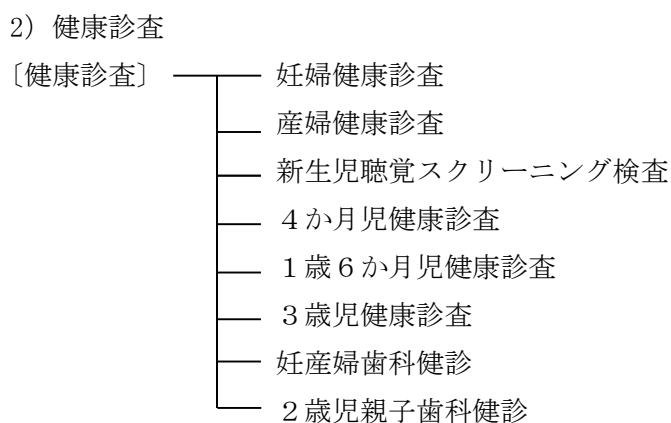 2) 健康診査
〔健康診査〕 妊婦健康診査
産婦健康診査
新生児聴覚スクリーニング検査
４か月児健康診査
１歳６か月児健康診査
３歳児健康診査
妊産婦歯科健診
２歳児親子歯科健診